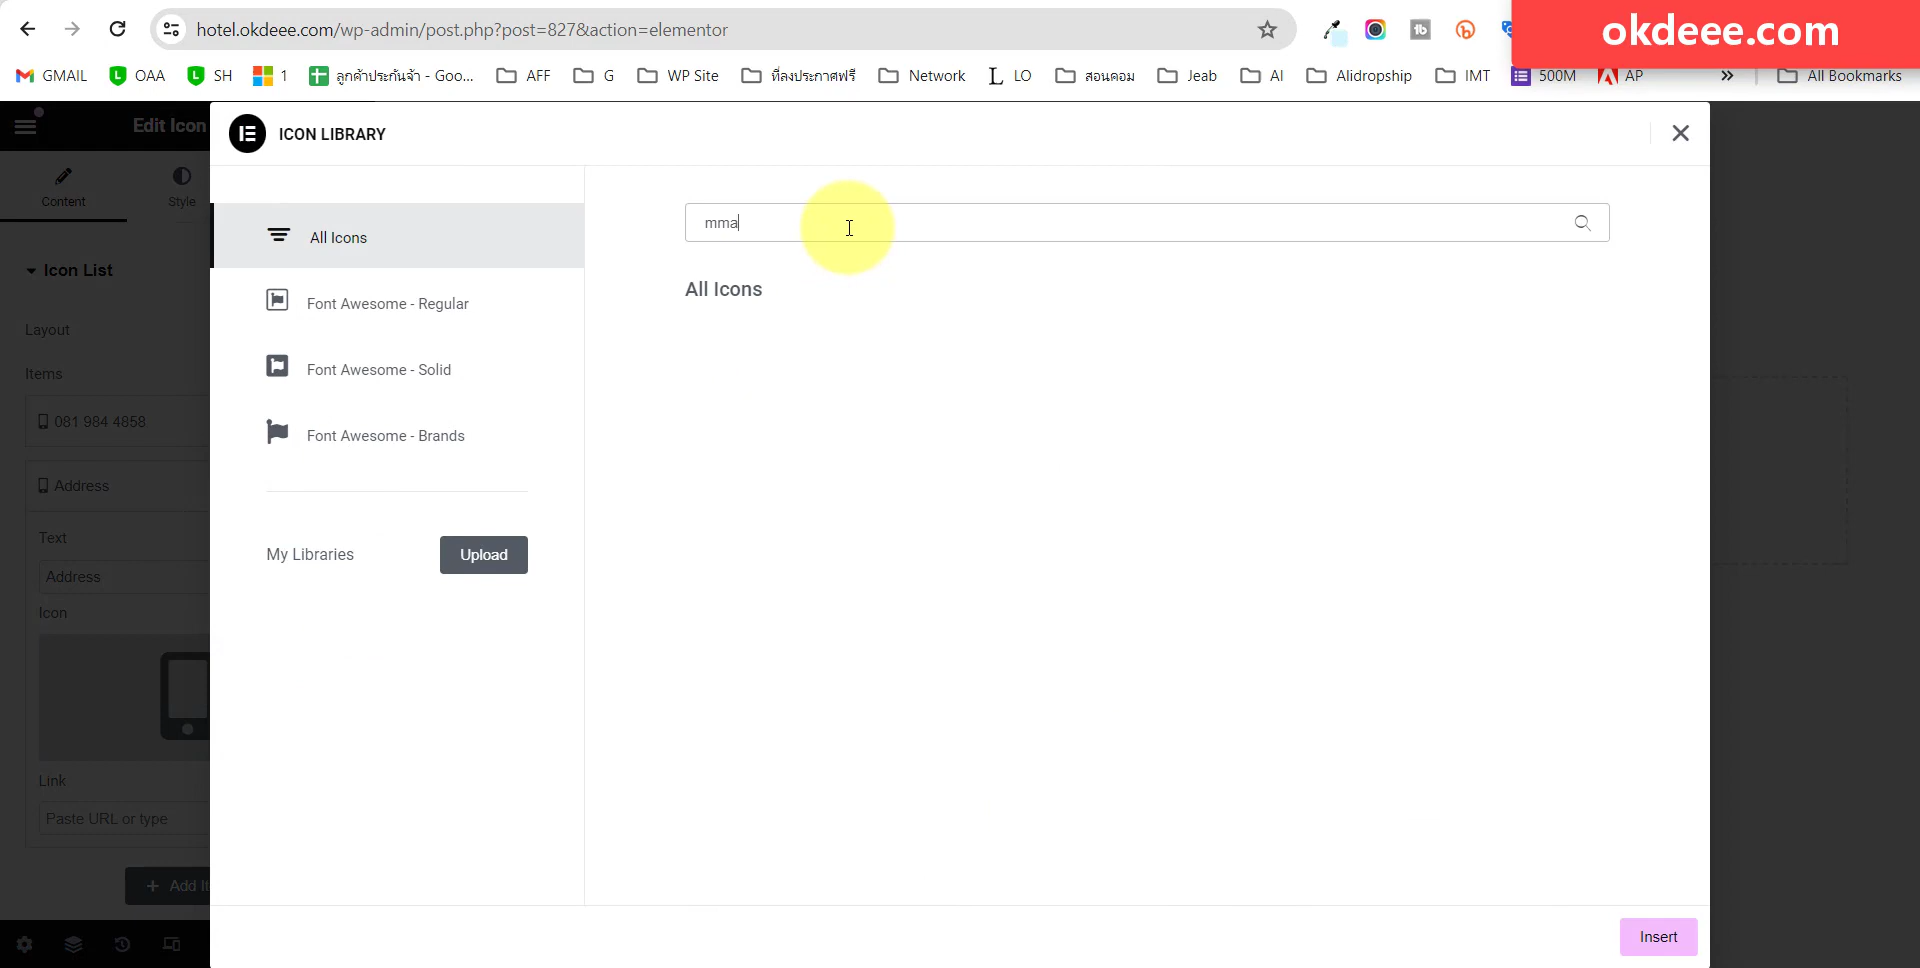 hotel.okdeee.com/wp-admin/post.php?post=827&action=elementor
okdeee.com
GMAIL
OAA
SH
1
ลูกค้าประกันจ้า - Goo...
AFF
G
WP Site
ที่ลงประกาศฟรี
Network
LO
สอนคอม
Jeab
AI
Alidropship
IMT
500M
AP
All Bookmarks
Edit Icon
ICON LIBRARY
Content
Style
mma
All Icons
Icon List
All Icons
Font Awesome - Regular
Layout
Font Awesome - Solid
Items
081 984 4858
Font Awesome - Brands
Address
Text
My Libraries
Upload
Address
Icon
Link
Paste URL or type
Add It
Insert